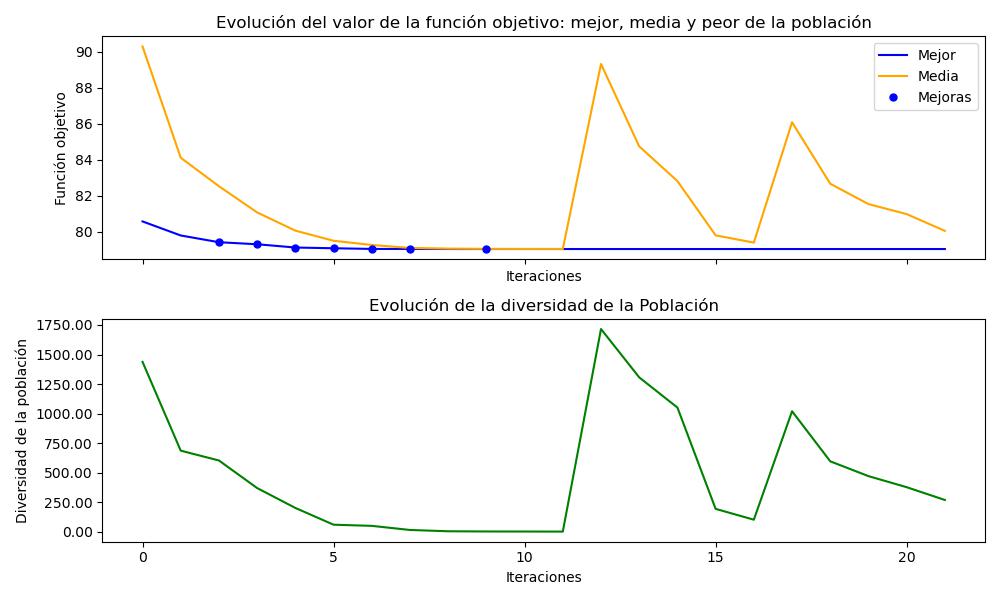 Evolución del valor de la función objetivo: mejor, media y peor de la población
Función objetivo
90
88
86
84
82
80
Mejor
Media
Mejoras
Iteraciones
Evolución de la diversidad de la Población
Diversidad de la población
1750.00
1500.00
1250.00
1000.00
750.00
500.00
250.00
0.00
0
5
10
15
20
Iteraciones